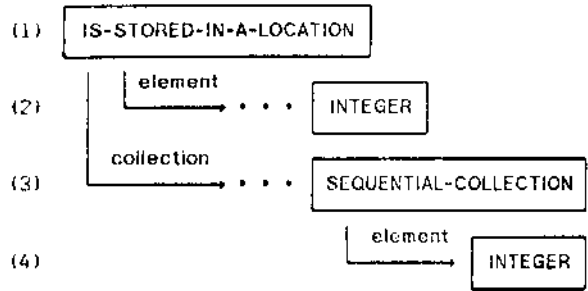 (1) IS-STORED-IN-A-LOCATION
element
(2) • • • INTEGER
collection
(3) • • • SEQUENTIAL-COLLECTION
element
(4) INTEGER